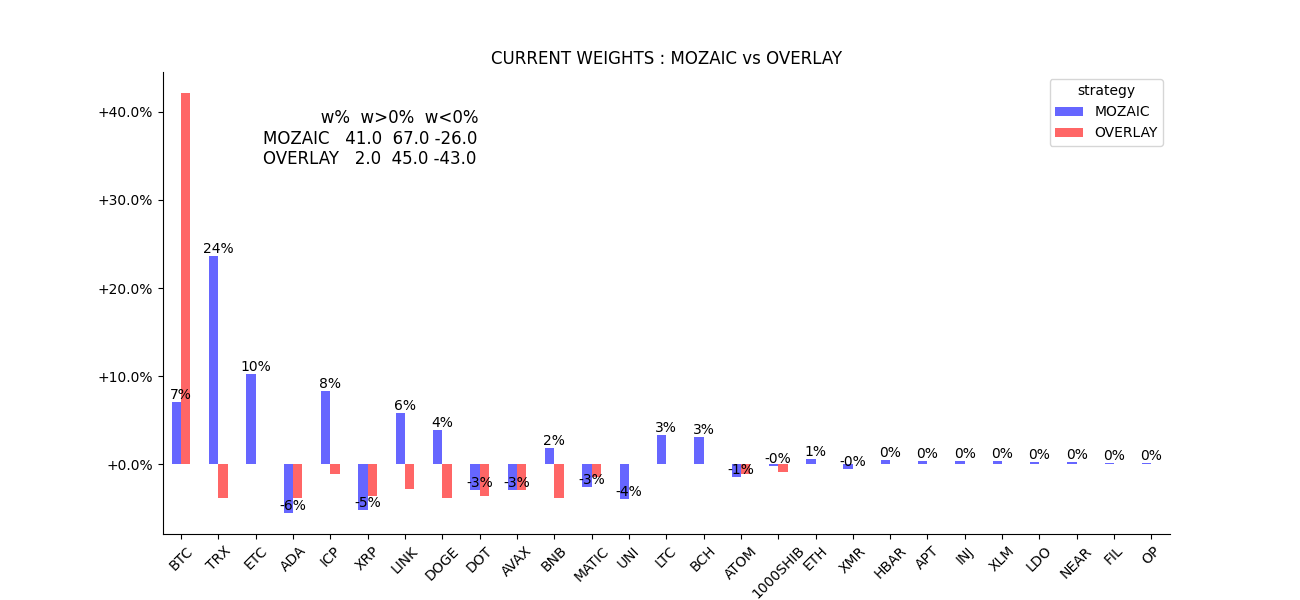 CURRENT WEIGHTS : MOZAIC vs OVERLAY
strategy
MOZAIC
OVERLAY
w% w>0% w<0%
MOZAIC 41.0 67.0 -26.0
OVERLAY 2.0 45.0 -43.0
+40.0%
+30.0%
+20.0%
+10.0%
+0.0%
7%
24%
10%
-6%
8%
-5%
6%
4%
-3%
-3%
2%
-3%
-4%
3%
3%
-1%
-0%
1%
-0%
0%
0%
0%
0%
0%
0%
0%
0%
BTC
TRX
ETC
ADA
ICP
XRP
LINK
DOGE
DOT
AVAX
BNB
MATIC
UNI
LTC
BCH
ATOM
1000SHIB
ETH
XMR
HBAR
APT
INJ
XLM
LDO
NEAR
FIL
OP